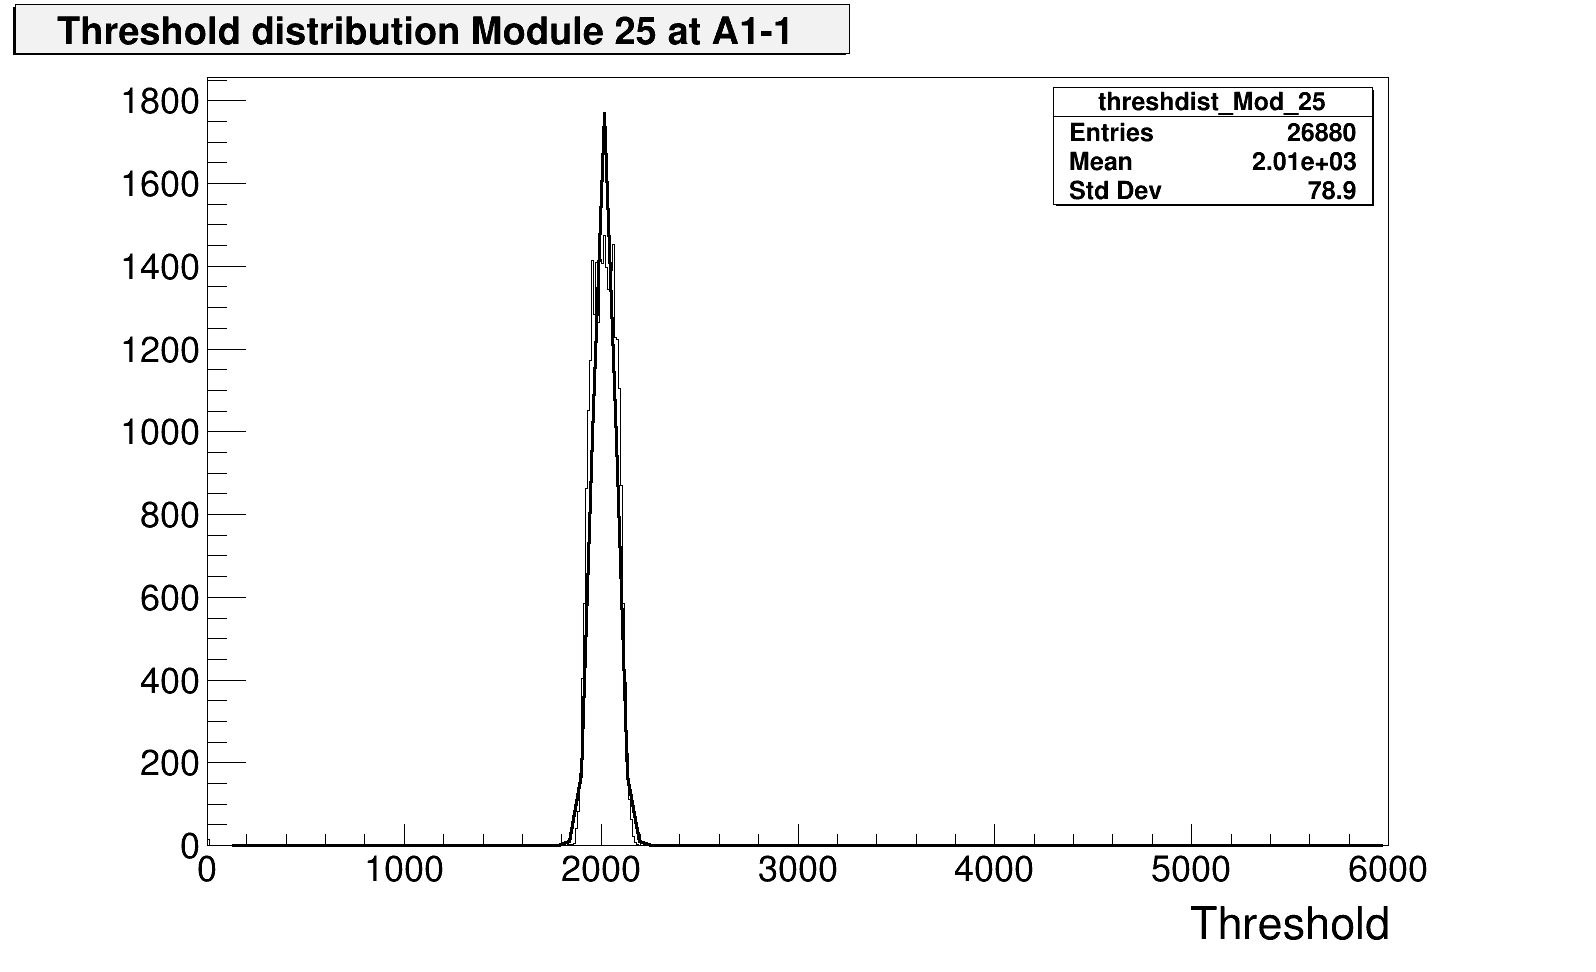 Threshold distribution Module 25 at A1-1
threshdist_Mod_25
Entries 26880
Mean 2.01e+03
Std Dev 78.9
1800
1600
1400
1200
1000
800
600
400
200
0
0 1000 2000 3000 4000 5000 6000
Threshold